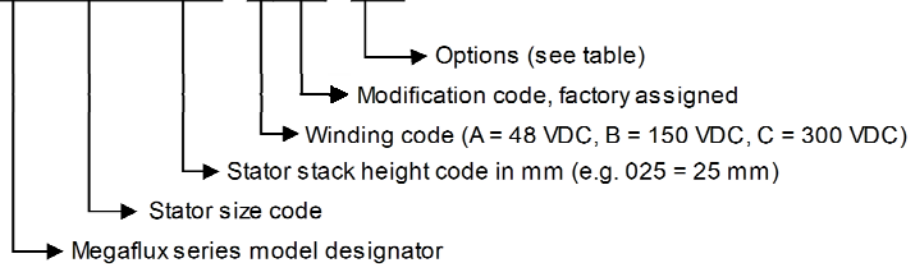 Options (see table)
Modification code, factory assigned
Winding code (A = 48 VDC, B = 150 VDC, C = 300 VDC)
Stator stack height code in mm (e.g. 025 = 25 mm)
Stator size code
Megaflux series model designator